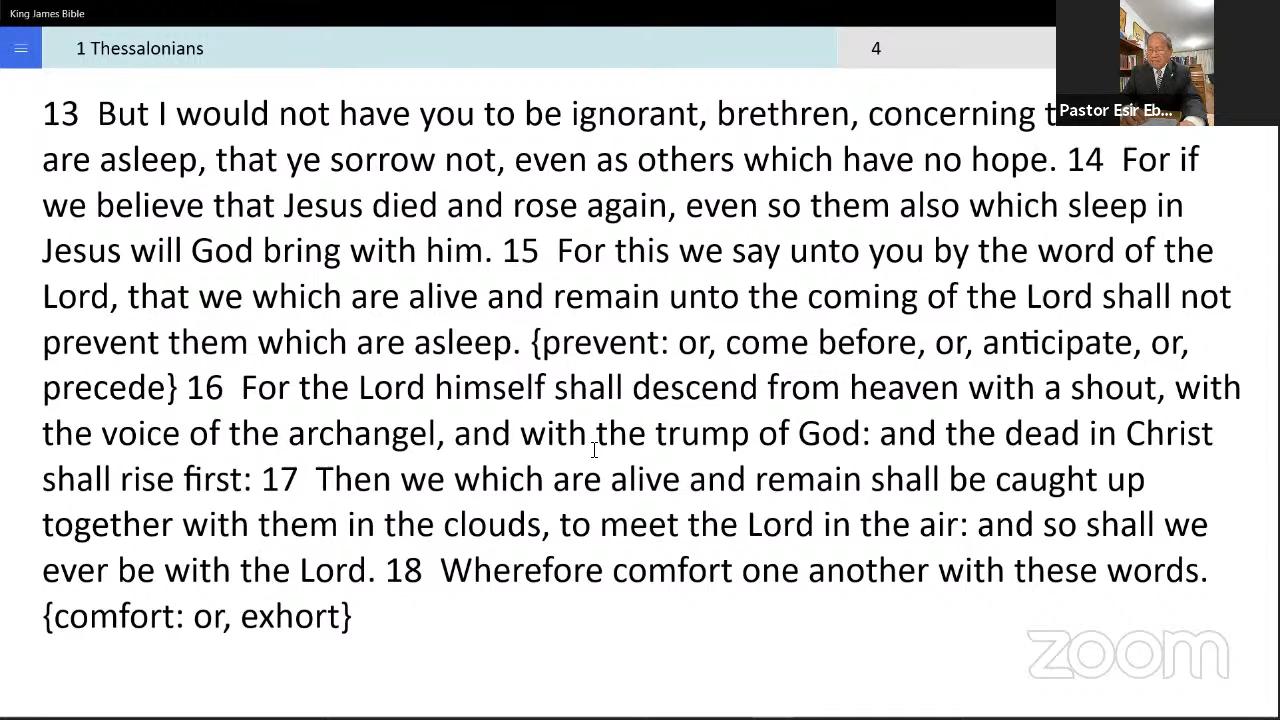 King James Bible
1 Thessalonians
4
Pastor Esir Eb...
13 But I would not have you to be ignorant, brethren, concerning
are asleep, that ye sorrow not, even as others which have no hope. 14 For if
we believe that Jesus died and rose again, even so them also which sleep in
Jesus will God bring with him. 15 For this we say unto you by the word of the
Lord, that we which are alive and remain unto the coming of the Lord shall not
prevent them which are asleep. {prevent: or, come before, or, anticipate, or,
precede} 16 For the Lord himself shall descend from heaven with a shout, with
the voice of the archangel, and with the trump of God: and the dead in Christ
shall rise first: 17 Then we which are alive and remain shall be caught up
together with them in the clouds, to meet the Lord in the air: and so shall we
ever be with the Lord. 18 Wherefore comfort one another with these words.
{comfort: or, exhort}
zoom